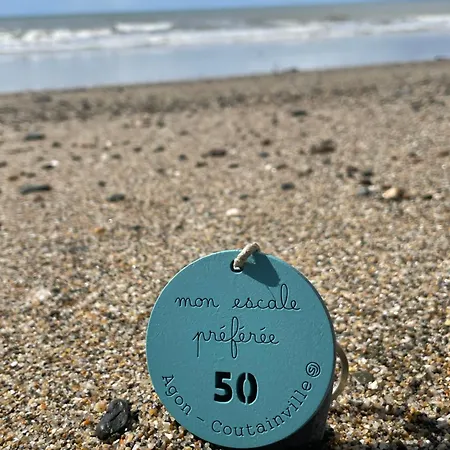 mon escale
préférée
50
Agon - Coutainville